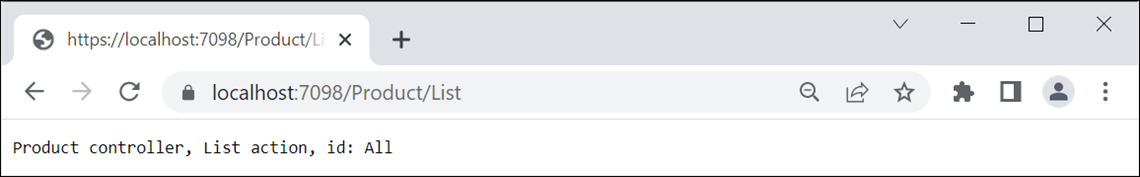 https://localhost:7098/Product/Li
localhost:7098/Product/List
Product controller, List action, id: All